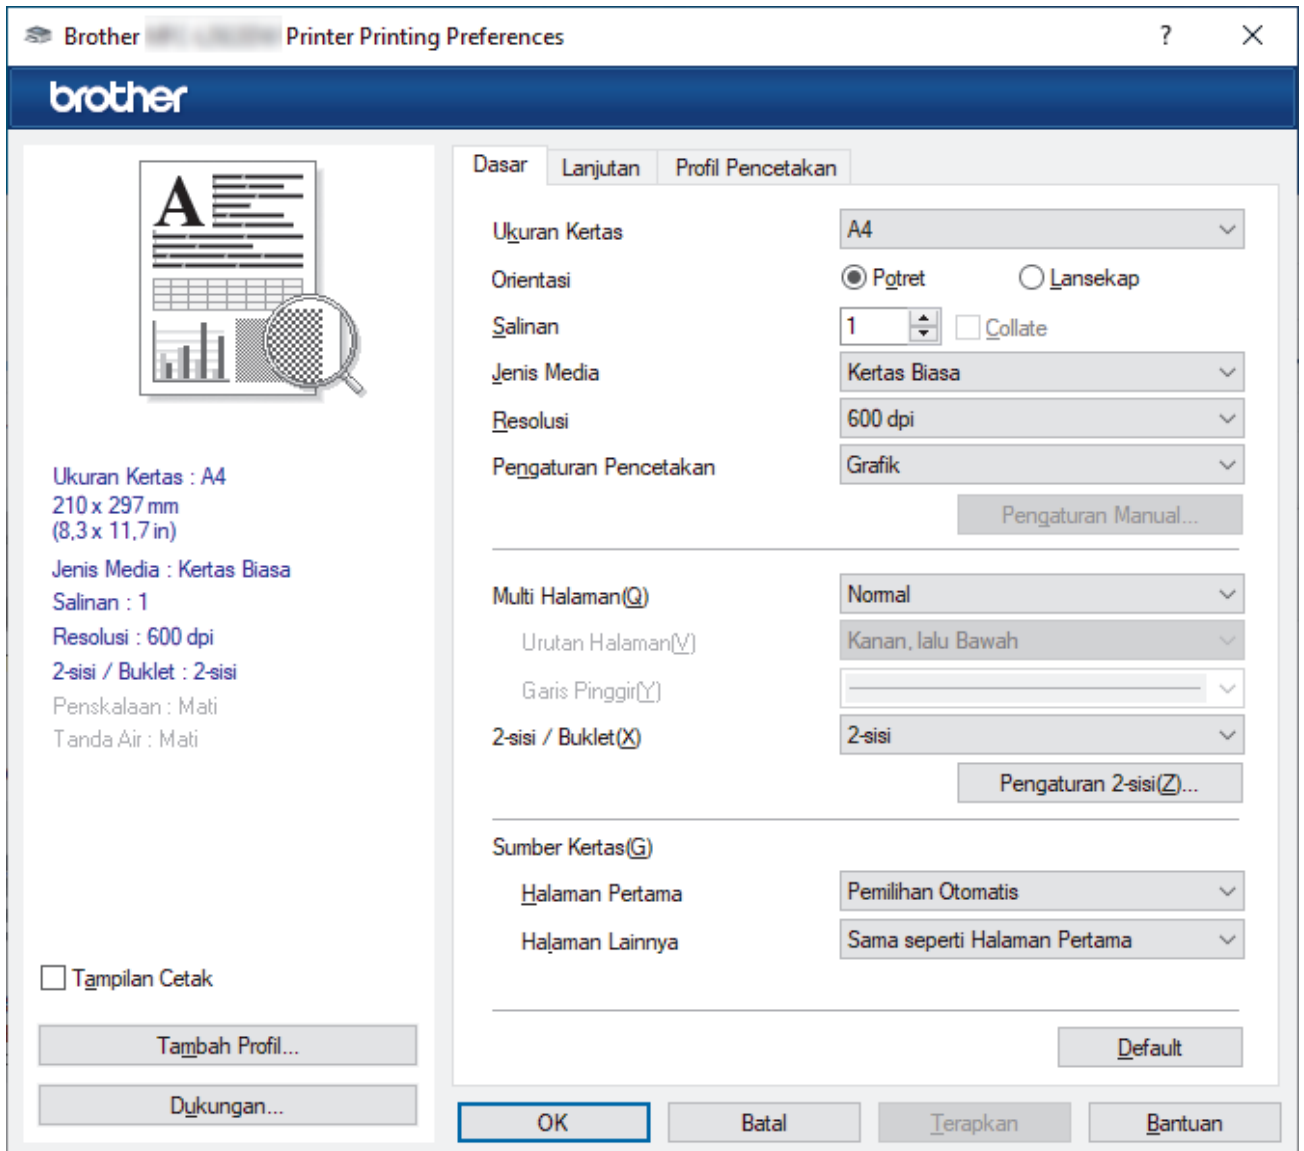 Brother Printer Printing Preferences
?
brother
A
Ukuran Kertas : A4
210 x 297 mm
(8,3 x 11,7 in)
Jenis Media : Kertas Biasa
Salinan : 1
Resolusi : 600 dpi
2-sisi / Buklet : 2-sisi
Penskalaan : Mati
Tanda Air : Mati
Tampilan Cetak
Tambah Profil...
Dukungan...
Dasar Lanjutan Profil Pencetakan
Ukuran Kertas A4
Orientasi Potret Lansekap
Salinan 1 Collate
Jenis Media Kertas Biasa
Resolusi 600 dpi
Pengaturan Pencetakan Grafik
Pengaturan Manual...
Multi Halaman(Q) Normal
Urutan Halaman(V) Kanan, lalu Bawah
Garis Pinggir(Y)
2-sisi / Buklet(X) 2-sisi
Pengaturan 2-sisi(Z)...
Sumber Kertas(G)
Halaman Pertama Pemilihan Otomatis
Halaman Lainnya Sama seperti Halaman Pertama
Default
OK Batal Terapkan Bantuan